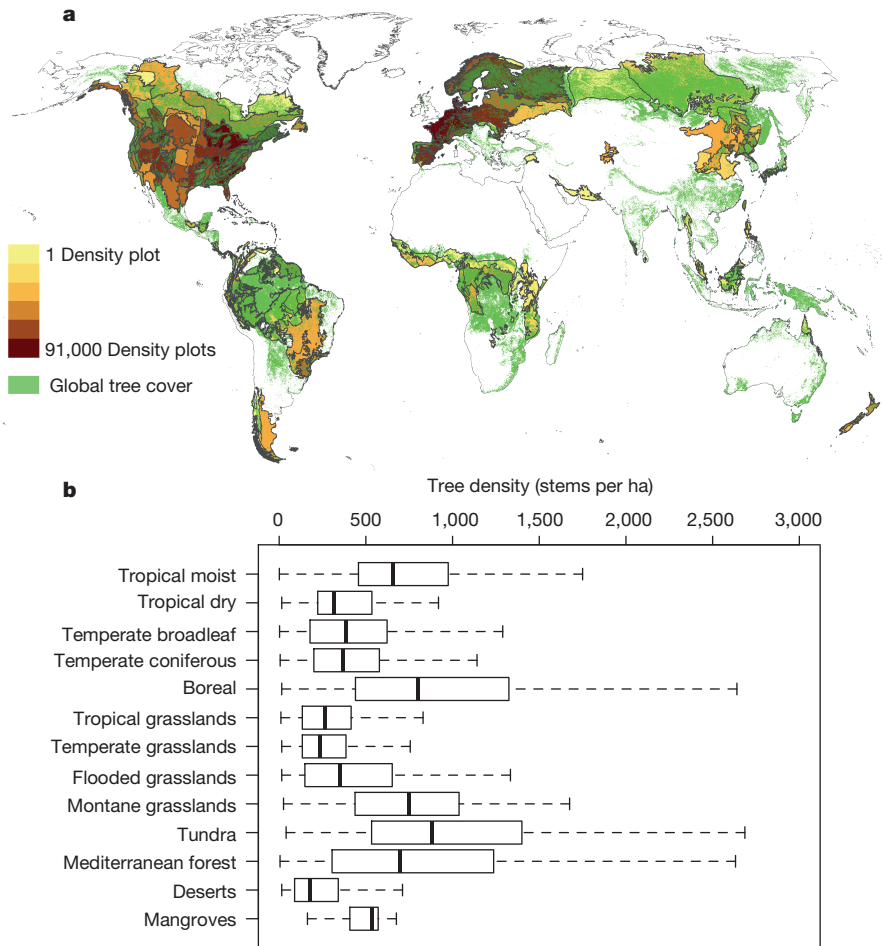 a
1 Density plot
91,000 Density plots
Global tree cover
b
Tree density (stems per ha)
0 500 1,000 1,500 2,000 2,500 3,000
Tropical moist
Tropical dry
Temperate broadleaf
Temperate coniferous
Boreal
Tropical grasslands
Temperate grasslands
Flooded grasslands
Montane grasslands
Tundra
Mediterranean forest
Deserts
Mangroves